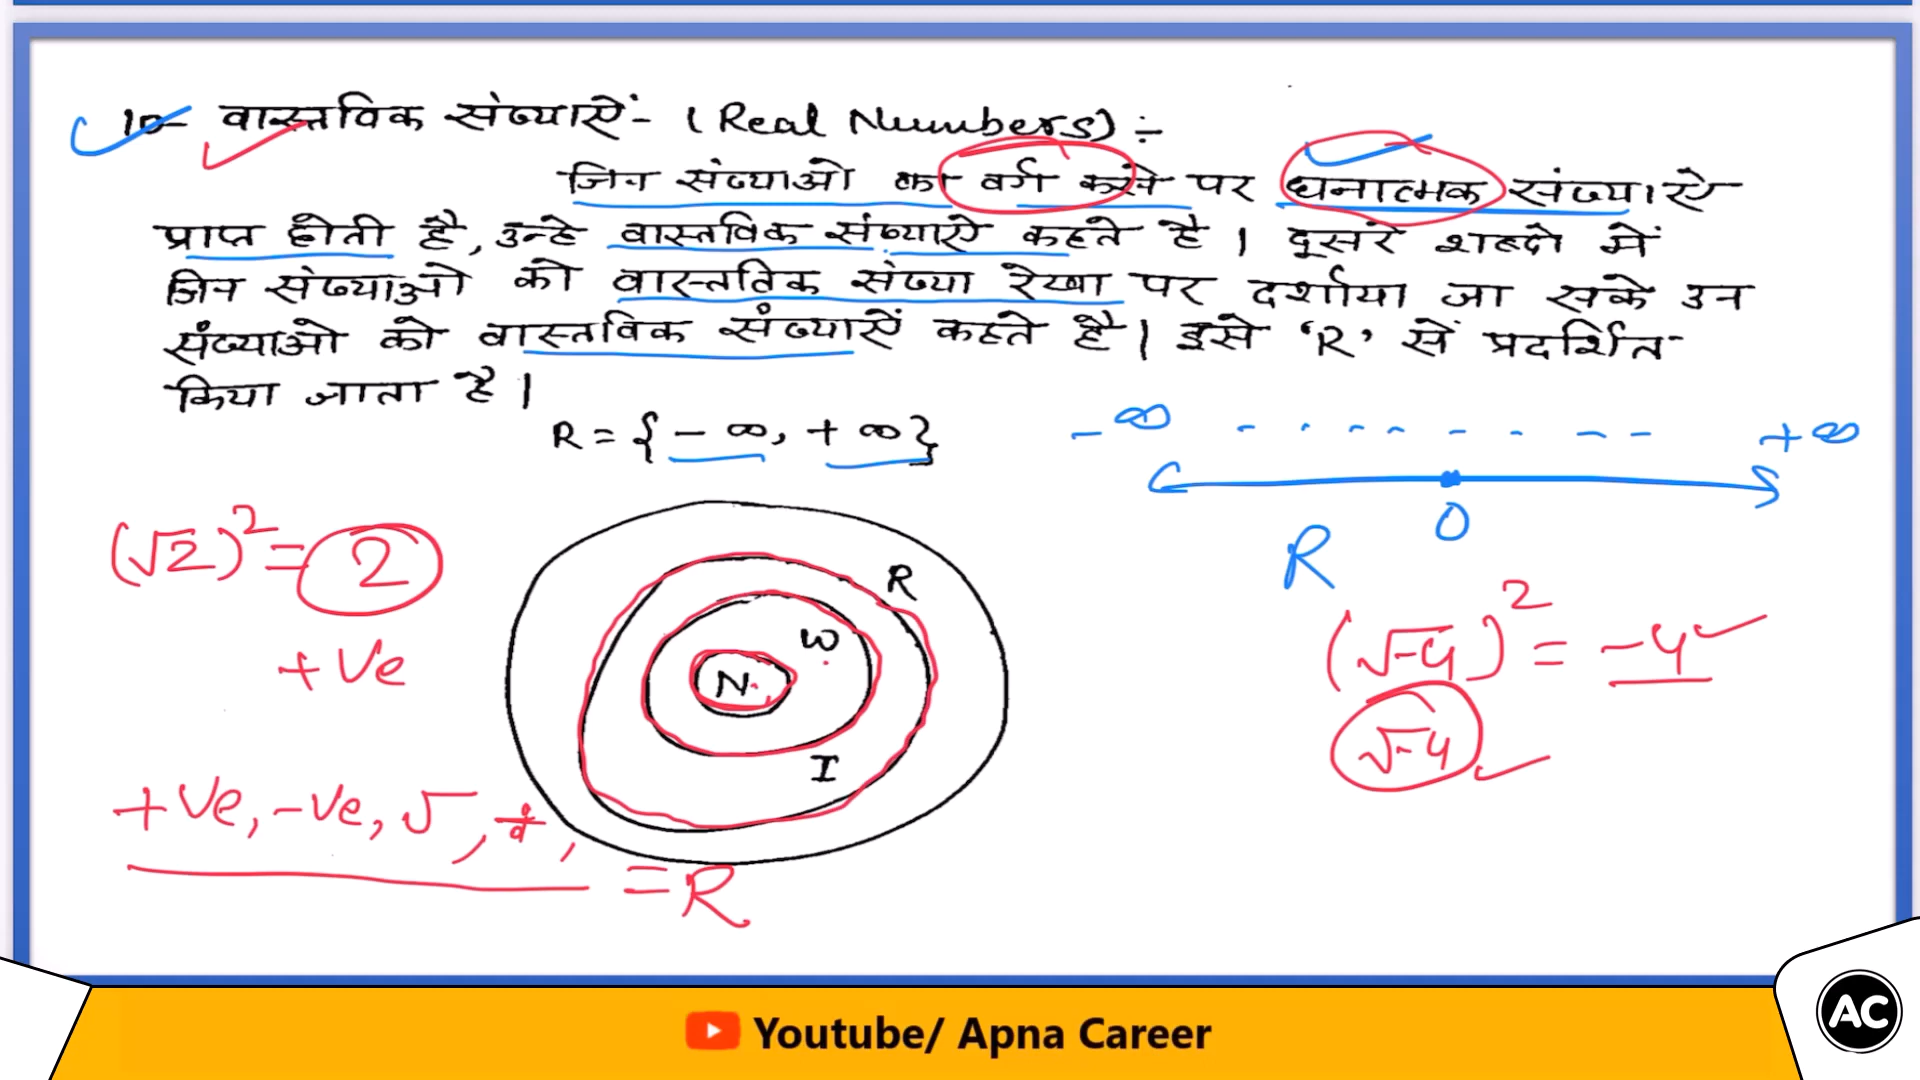 10- वास्तविक संख्याऐं- (Real Numbers) ÷
जिन संख्याओ का वर्ग करने पर धनात्मक संख्याऐ
प्राप्त होती है, उन्हे वास्तविक संख्याऐ कहते है । दूसरे शब्दो में
जिन संख्याओ को वास्तविक संख्या रेखा पर दर्शाया जा सके उन
संख्याओ को वास्तविक संख्याऐं कहते है । इसे 'R' सें प्रदर्शित
किया जाता है ।
R = { - ∞, + ∞}
- ∞ +∞
0
R
(√2)² = 2
+ve
R
W
N
I
(√-4)² = -4
√-4
+ve, -ve, √ , = R
Youtube/ Apna Career
AC